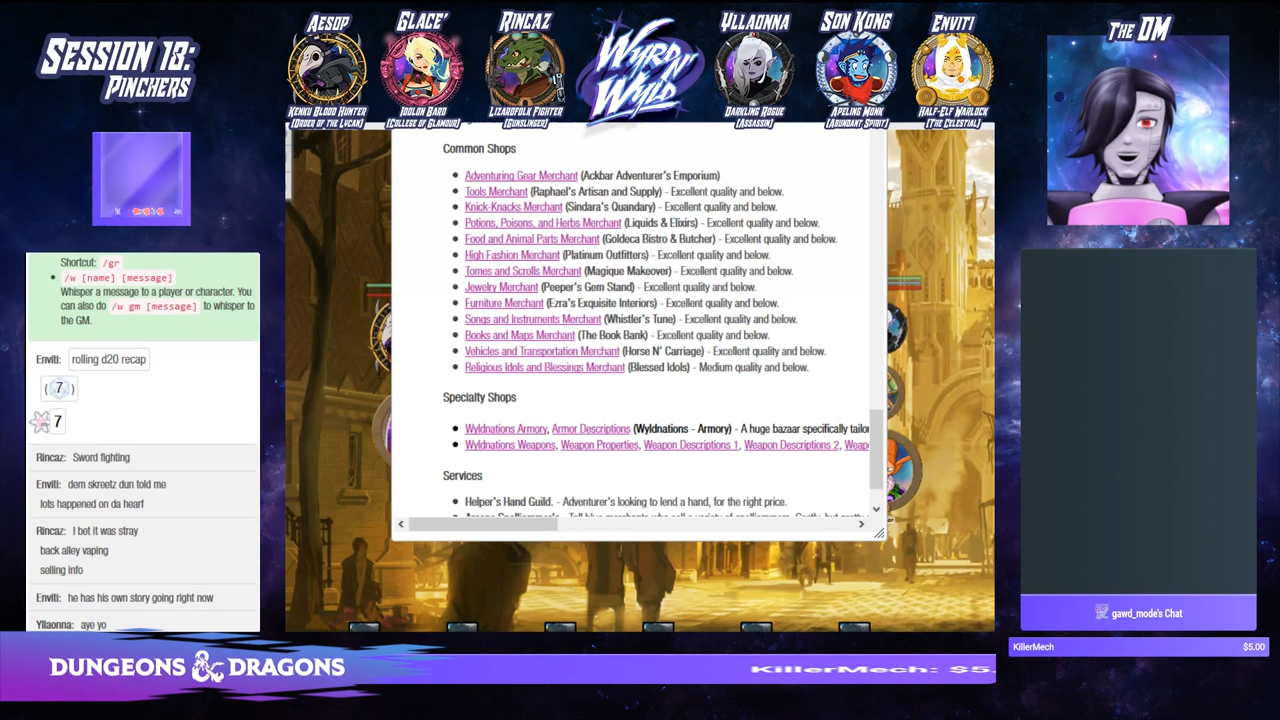 SESSION 18:
PINCHERS
AESOP
KENKU BLOOD HUNTER
(ORDER OF THE LYCAN)
GLACE'
IDOLON BARD
(COLLEGE OF GLAMOUR)
RINCAZ
LIZARDFOLK FIGHTER
(GUNSLINGER)
WYRD N'
WYLD
YLLADNNA
DARKLING ROGUE
(ASSASSIN)
SON KONG
APELING MONK
(ABUNDANT SPIRIT)
ENVITI
HALF-ELF WARLOCK
(THE CELESTIAL)
THE DM
Shortcut: /gr
/w [name] [message]
Whisper a message to a player or character. You
can also do /w gm [message] to whisper to
the GM.
Enviti: rolling d20 recap
(7)
7
Rincaz: Sword fighting
Enviti: dem skreetz dun told me
lots happened on da hearf
Rincaz: I bet it was stray
back alley vaping
selling info
Enviti: he has his own story going right now
Yllaonna: aye yo
Common Shops
Adventuring Gear Merchant (Ackbar Adventurer's Emporium)
Tools Merchant (Raphael's Artisan and Supply) - Excellent quality and below.
Knick-Knacks Merchant (Sindara's Quandary) - Excellent quality and below.
Potions, Poisons, and Herbs Merchant (Liquids & Elixirs) - Excellent quality and below.
Food and Animal Parts Merchant (Goldeca Bistro & Butcher) - Excellent quality and below.
High Fashion Merchant (Platinum Outfitters) - Excellent quality and below.
Tomes and Scrolls Merchant (Magique Makeover) - Excellent quality and below.
Jewelry Merchant (Peeper's Gem Stand) - Excellent quality and below.
Furniture Merchant (Ezra's Exquisite Interiors) - Excellent quality and below.
Songs and Instruments Merchant (Whistler's Tune) - Excellent quality and below.
Books and Maps Merchant (The Book Bank) - Excellent quality and below.
Vehicles and Transportation Merchant (Horse N' Carriage) - Excellent quality and below.
Religious Idols and Blessings Merchant (Blessed Idols) - Medium quality and below.
Specialty Shops
Wyldnations Armory, Armor Descriptions (Wyldnations - Armory) - A huge bazaar specifically tailor
Wyldnations Weapons, Weapon Properties, Weapon Descriptions 1, Weapon Descriptions 2, Weap
Services
Helper's Hand Guild. - Adventurer's looking to lend a hand, for the right price.
gawd_mode's Chat
KillerMech $5.00
DUNGEONS & DRAGONS
KillerMech: $5.